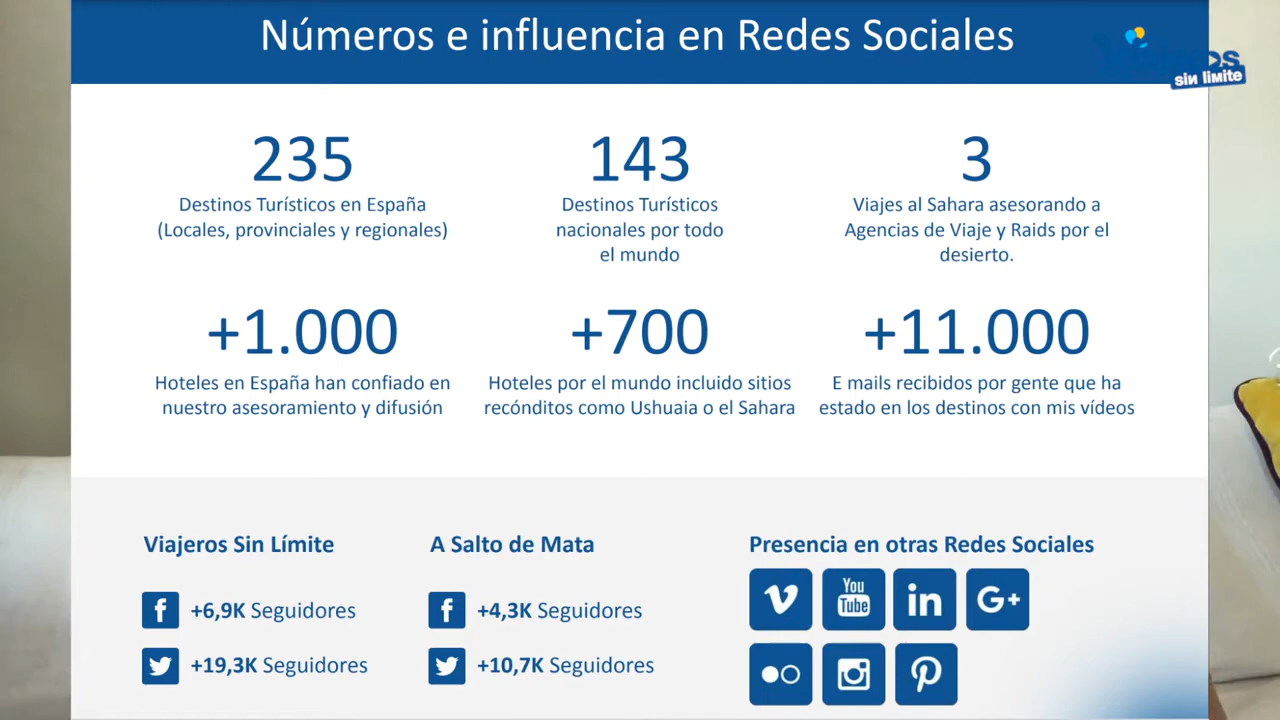 Números e influencia en Redes Sociales
sin límite
235
Destinos Turísticos en España
(Locales, provinciales y regionales)
143
Destinos Turísticos
nacionales por todo
el mundo
3
Viajes al Sahara asesorando a
Agencias de Viaje y Raids por el
desierto.
+1.000
Hoteles en España han confiado en
nuestro asesoramiento y difusión
+700
Hoteles por el mundo incluido sitios
recónditos como Ushuaia o el Sahara
+11.000
E mails recibidos por gente que ha
estado en los destinos con mis vídeos
Viajeros Sin Límite
+6,9K Seguidores
+19,3K Seguidores
A Salto de Mata
+4,3K Seguidores
+10,7K Seguidores
Presencia en otras Redes Sociales
You
Tube
in
G+